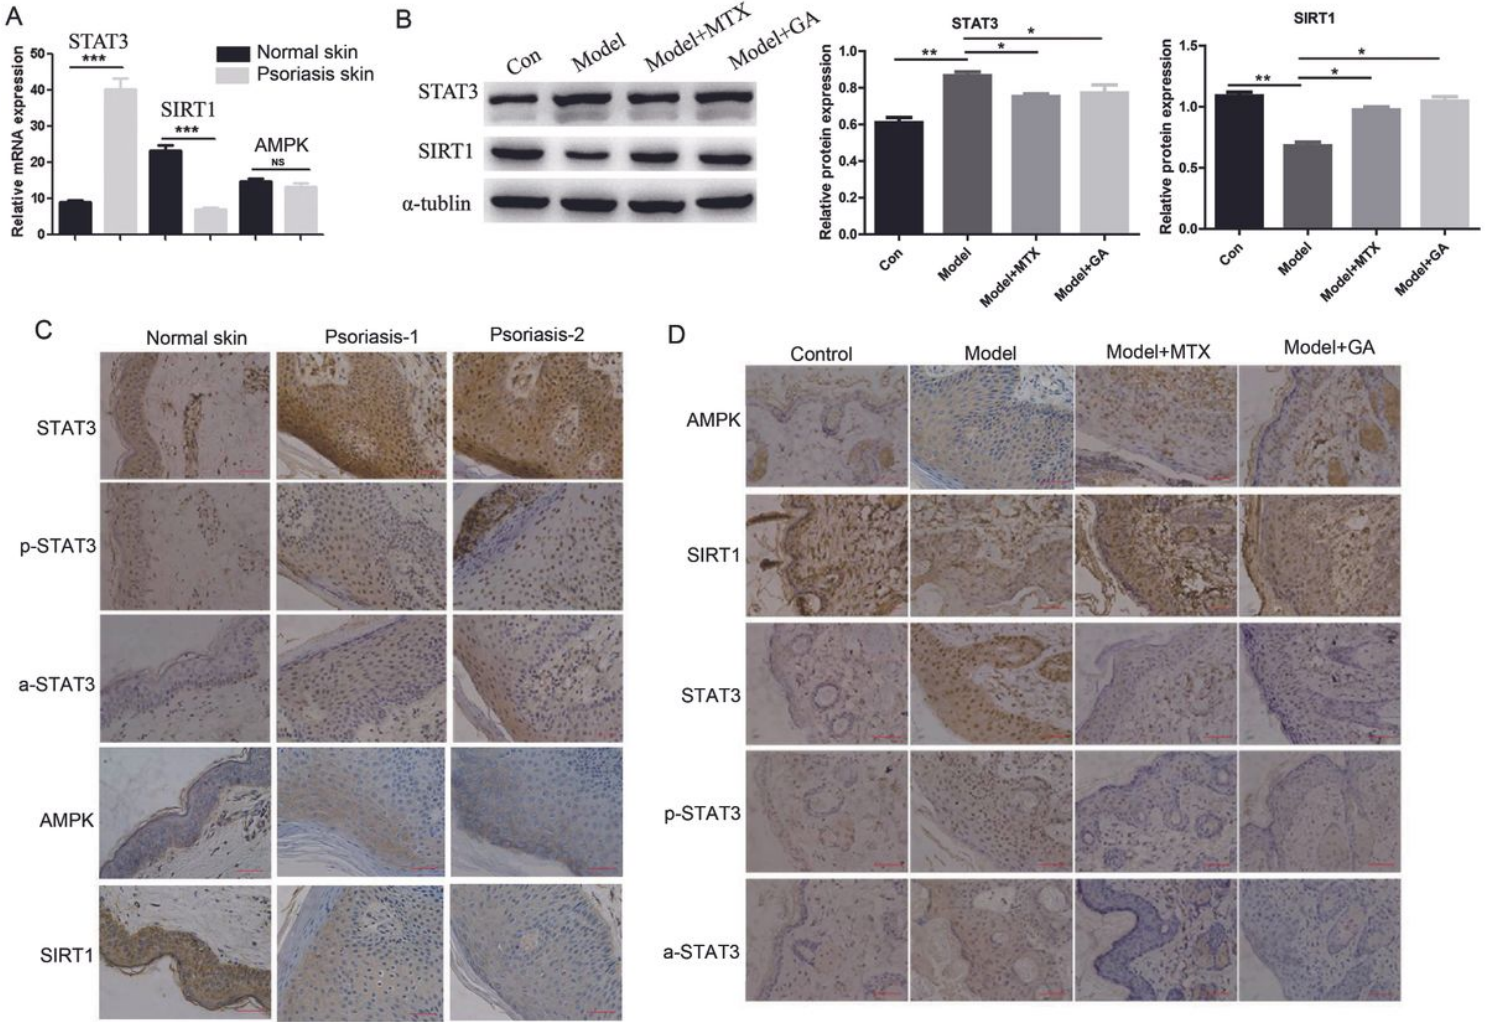 A
STAT3
***
SIRT1
***
AMPK
NS
Normal skin
Psoriasis skin
Relative mRNA expression
50
40
30
20
10
0
B
Con
Model
Model+MTX
Model+GA
STAT3
SIRT1
α-tublin
STAT3
Relative protein expression
1.0
0.8
0.6
0.4
0.2
0.0
**
*
*
Con
Model
Model+MTX
Model+GA
SIRT1
Relative protein expression
1.5
1.0
0.5
0.0
**
*
*
Con
Model
Model+MTX
Model+GA
C
Normal skin
Psoriasis-1
Psoriasis-2
STAT3
p-STAT3
a-STAT3
AMPK
SIRT1
D
Control
Model
Model+MTX
Model+GA
AMPK
SIRT1
STAT3
p-STAT3
a-STAT3